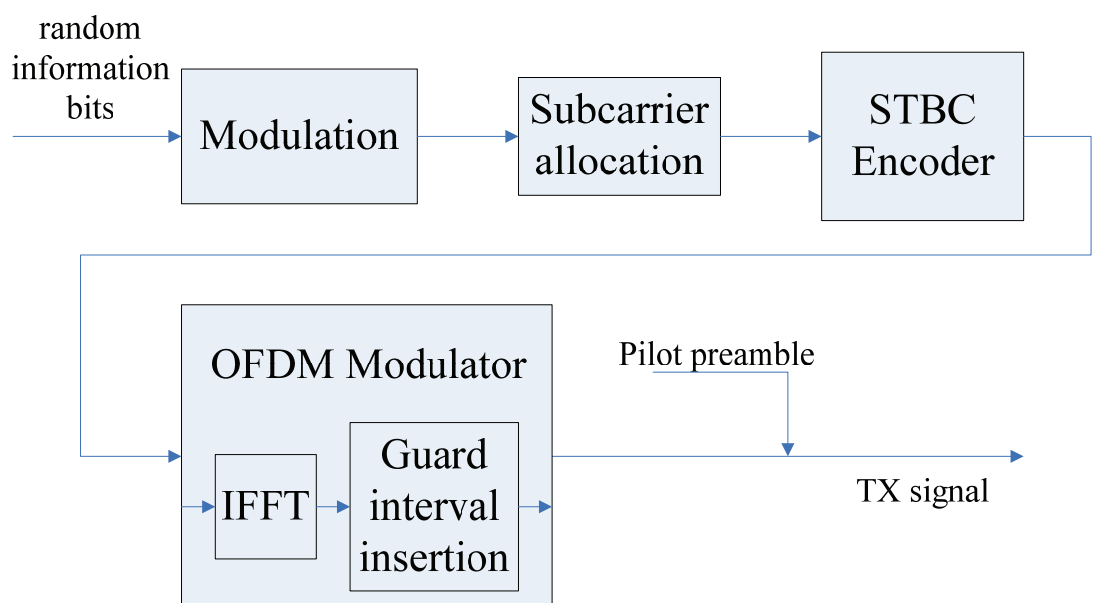 random
information
bits
Modulation
Subcarrier
allocation
STBC
Encoder
OFDM Modulator
IFFT
Guard
interval
insertion
Pilot preamble
TX signal